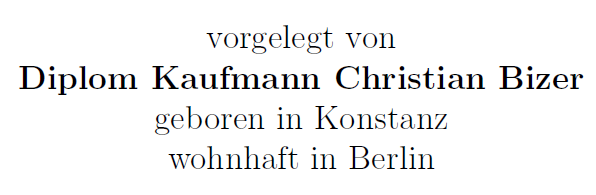 vorgelegt von
Diplom Kaufmann Christian Bizer
geboren in Konstanz
wohnhaft in Berlin